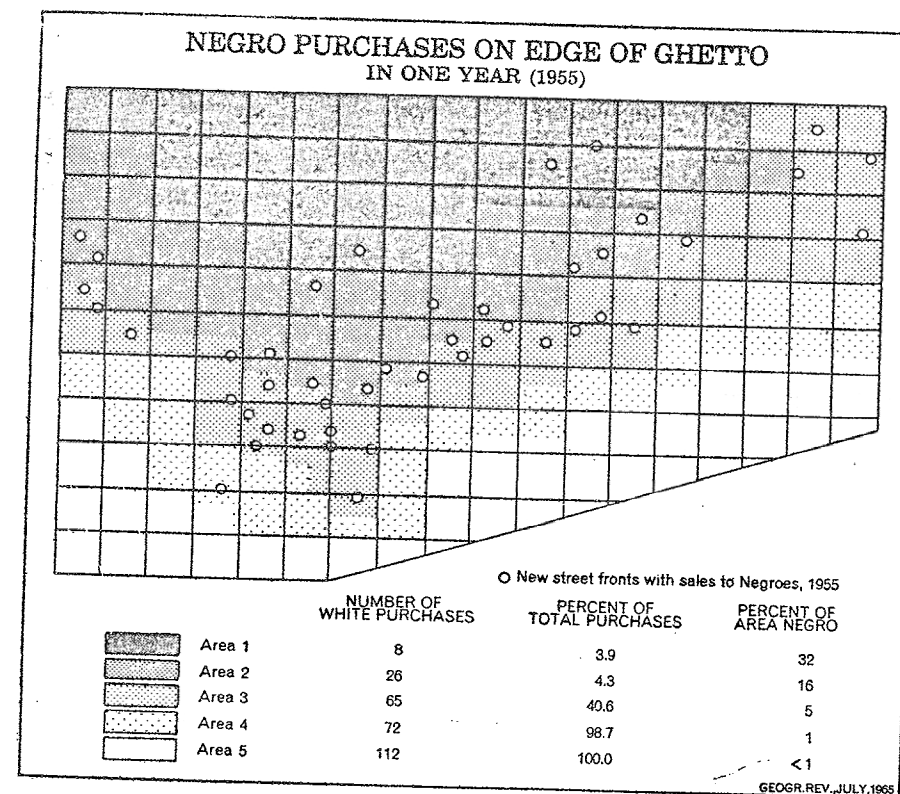 NEGRO PURCHASES ON EDGE OF GHETTO
IN ONE YEAR (1955)
O New street fronts with sales to Negroes, 1955
NUMBER OF WHITE PURCHASES PERCENT OF TOTAL PURCHASES PERCENT OF AREA NEGRO
Area 1 8 3.9 32
Area 2 26 4.3 16
Area 3 65 40.6 5
Area 4 72 98.7 1
Area 5 112 100.0 <1
GEOGR.REV.,JULY,1965